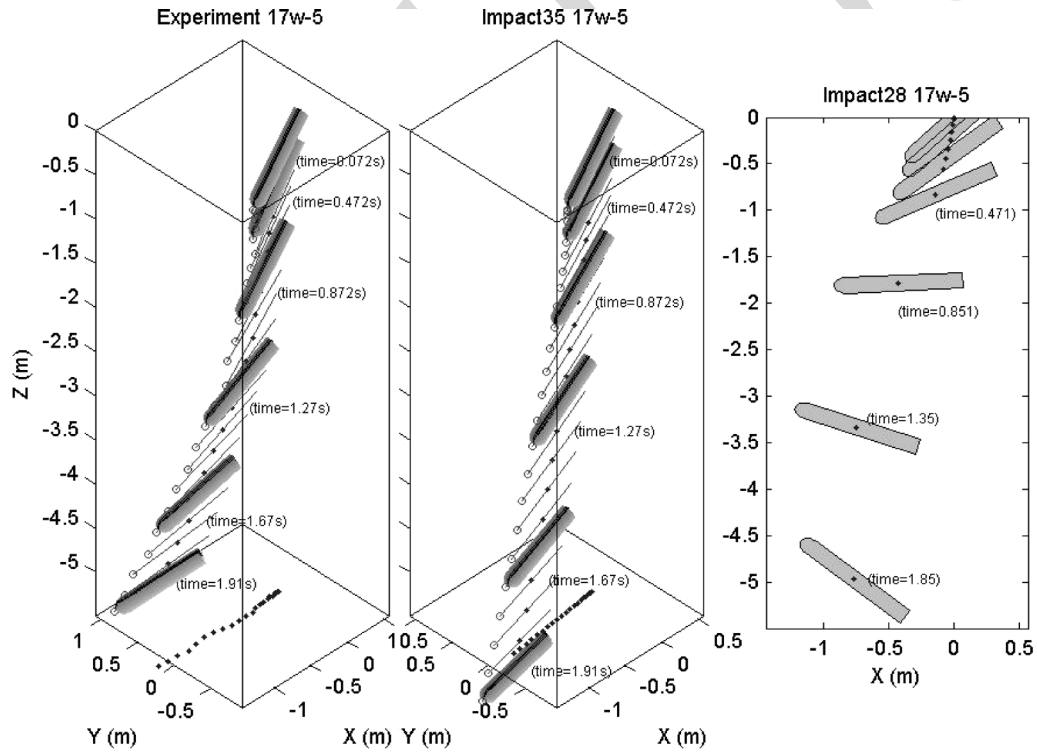 Experiment 17w-5
0
-0.5
-1
-1.5
-2
-2.5
-3
-3.5
-4
-4.5
-5
Z (m)
(time=0.072s)
(time=0.472s)
(time=0.872s)
(time=1.27s)
(time=1.67s)
(time=1.91s)
1
0.5
0
-0.5
Y (m)
-1
0
X (m)
Impact35 17w-5
(time=0.072s)
(time=0.472s)
(time=0.872s)
(time=1.27s)
(time=1.67s)
(time=1.91s)
10.5
0.5
0
-0.5
Y (m)
-1
-0.5
0
0.5
X (m)
Impact28 17w-5
0
-0.5
-1
-1.5
-2
-2.5
-3
-3.5
-4
-4.5
-5
(time=0.471)
(time=0.851)
(time=1.35)
(time=1.85)
-1
-0.5
0
0.5
X (m)